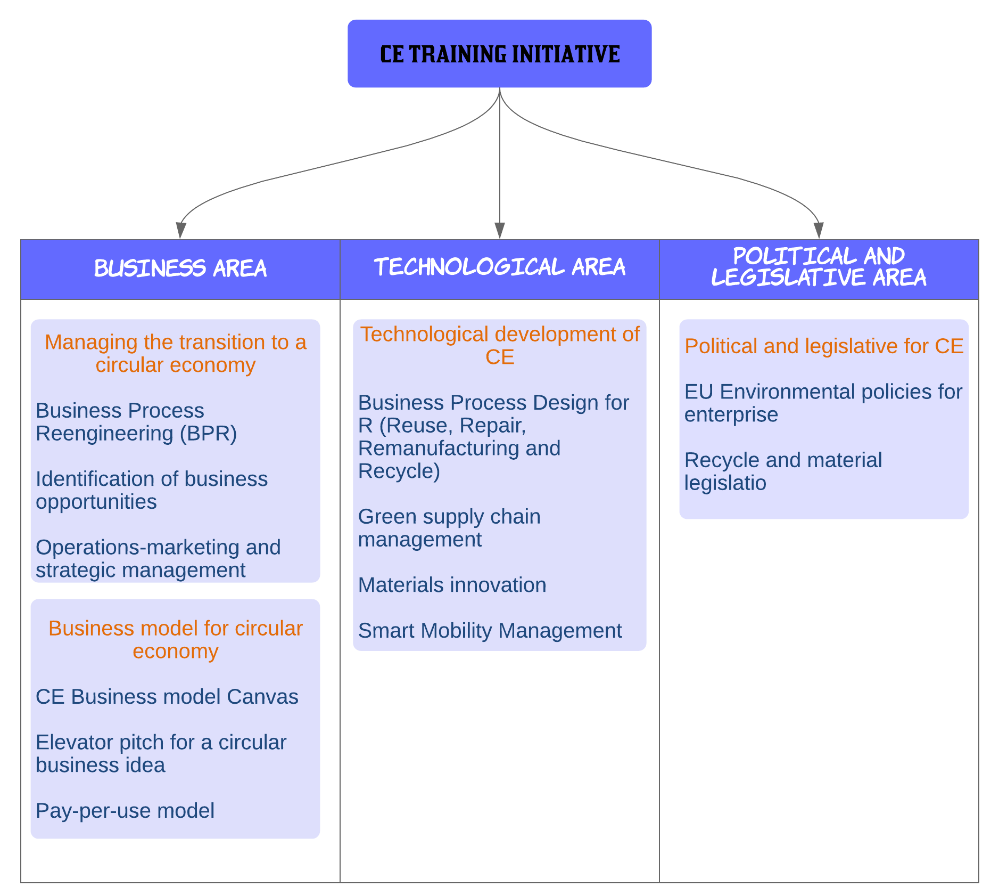 CE TRAINING INITIATIVE
BUSINESS AREA
TECHNOLOGICAL AREA
POLITICAL AND
LEGISLATIVE AREA
Managing the transition to a
circular economy
Business Process
Reengineering (BPR)
Identification of business
opportunities
Operations-marketing and
strategic management
Business model for circular
economy
CE Business model Canvas
Elevator pitch for a circular
business idea
Pay-per-use model
Technological development of
CE
Business Process Design for
R (Reuse, Repair,
Remanufacturing and
Recycle)
Green supply chain
management
Materials innovation
Smart Mobility Management
Political and legislative for CE
EU Environmental policies for
enterprise
Recycle and material
legislatio